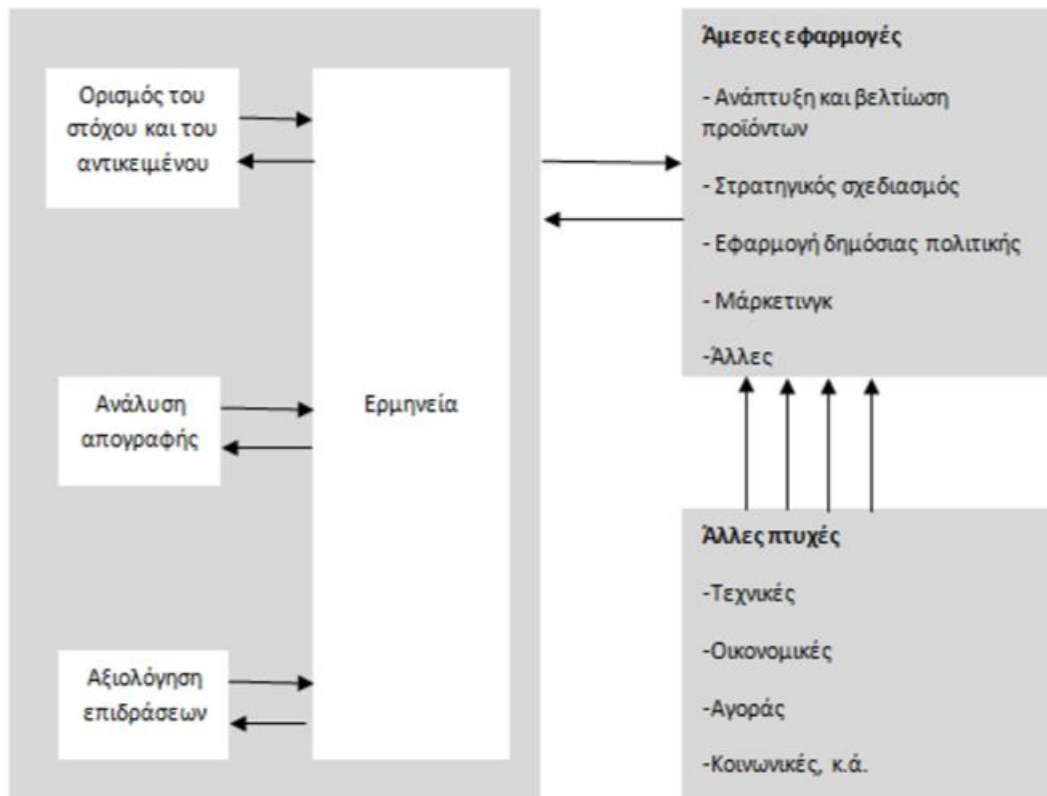 Ορισμός του
στόχου και του
αντικειμένου
Ανάλυση
απογραφής
Αξιολόγηση
επιδράσεων
Ερμηνεία
Άμεσες εφαρμογές
- Ανάπτυξη και βελτίωση
προϊόντων
- Στρατηγικός σχεδιασμός
- Εφαρμογή δημόσιας πολιτικής
- Μάρκετινγκ
-Άλλες
Άλλες πτυχές
-Τεχνικές
-Οικονομικές
-Αγοράς
-Κοινωνικές, κ.ά.